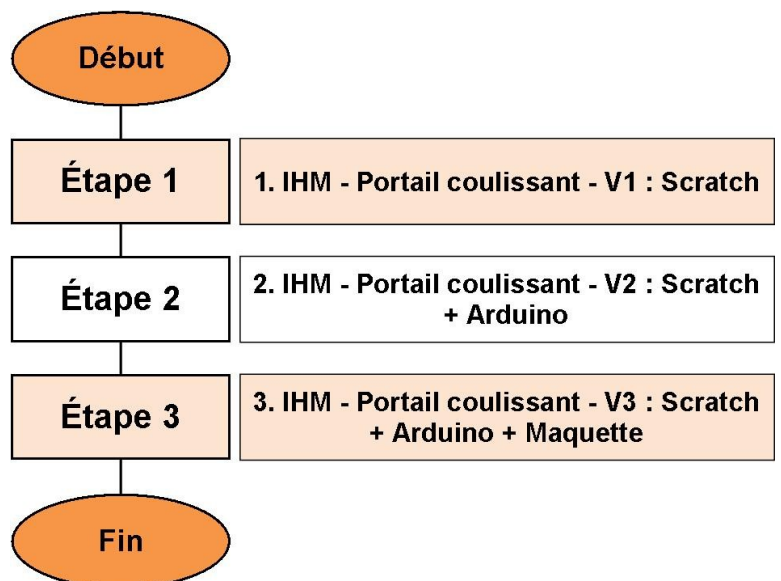 Début
Étape 1
1. IHM - Portail coulissant - V1 : Scratch
Étape 2
2. IHM - Portail coulissant - V2 : Scratch
+ Arduino
Étape 3
3. IHM - Portail coulissant - V3 : Scratch
+ Arduino + Maquette
Fin